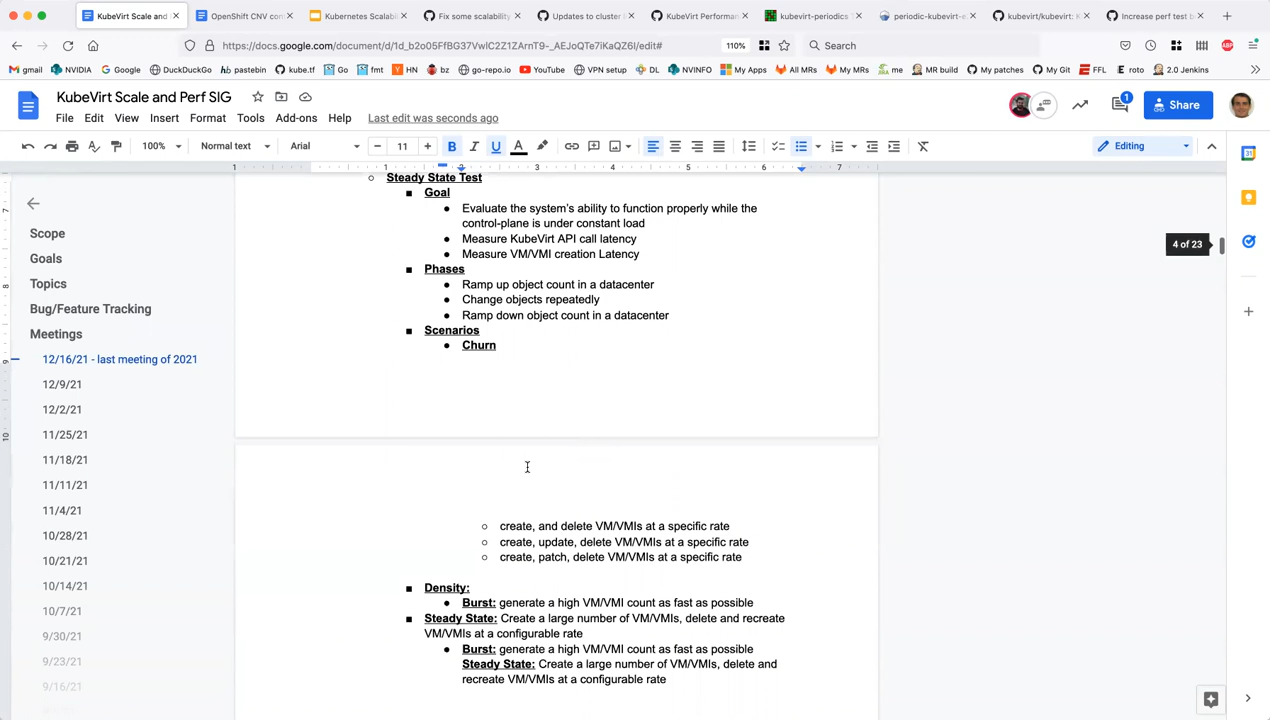 KubeVirt Scale and P
OpenShift CNV con
Kubernetes Scalabi
Fix some scalability
Updates to cluster
KubeVirt Performan
kubevirt-periodics
periodic-kubevirt-e
kubevirt/kubevirt: K
Increase perf test b
https://docs.google.com/document/d/1d_b2o05FfBG37VwlC2Z1ZArnT9-_AEJoQTe7iKaQZ6I/edit#
110%
Search
gmail
NVIDIA
Google
DuckDuckGo
pastebin
kube.tf
Go
fmt
HN
bz
go-repo.io
YouTube
VPN setup
DL
NVINFO
My Apps
All MRs
My MRs
me
MR build
My patches
My Git
FFL
roto
2.0 Jenkins
KubeVirt Scale and Perf SIG
File Edit View Insert Format Tools Add-ons Help Last edit was seconds ago
1
Share
100%
Normal text
Arial
11
Editing
1 1 2 3 4 5 6 7
Scope
Goals
Topics
Bug/Feature Tracking
Meetings
12/16/21 - last meeting of 2021
12/9/21
12/2/21
11/25/21
11/18/21
11/11/21
11/4/21
10/28/21
10/21/21
10/14/21
10/7/21
9/30/21
9/23/21
9/16/21
Steady State Test
Goal
Evaluate the system's ability to function properly while the
control-plane is under constant load
Measure KubeVirt API call latency
Measure VM/VMI creation Latency
Phases
Ramp up object count in a datacenter
Change objects repeatedly
Ramp down object count in a datacenter
Scenarios
Churn
create, and delete VM/VMIs at a specific rate
create, update, delete VM/VMIs at a specific rate
create, patch, delete VM/VMIs at a specific rate
Density:
Burst: generate a high VM/VMI count as fast as possible
Steady State: Create a large number of VM/VMIs, delete and recreate
VM/VMIs at a configurable rate
Burst: generate a high VM/VMI count as fast as possible
Steady State: Create a large number of VM/VMIs, delete and
recreate VM/VMIs at a configurable rate
4 of 23